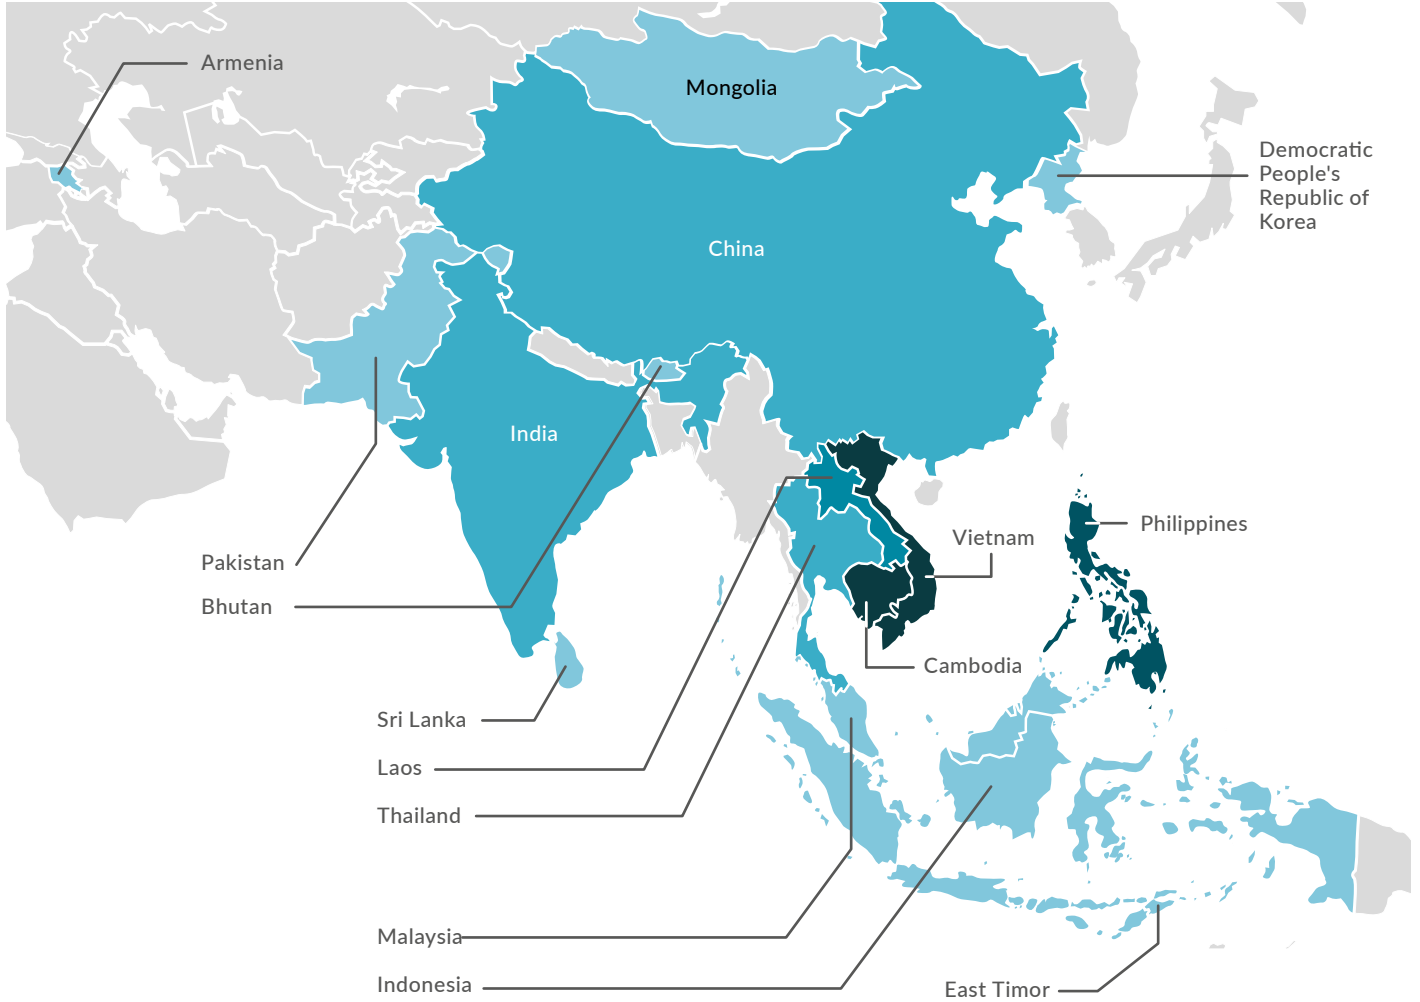 Armenia
Mongolia
Democratic
People's
Republic of
Korea
China
India
Vietnam
Philippines
Pakistan
Bhutan
Cambodia
Sri Lanka
Laos
Thailand
Malaysia
Indonesia
East Timor